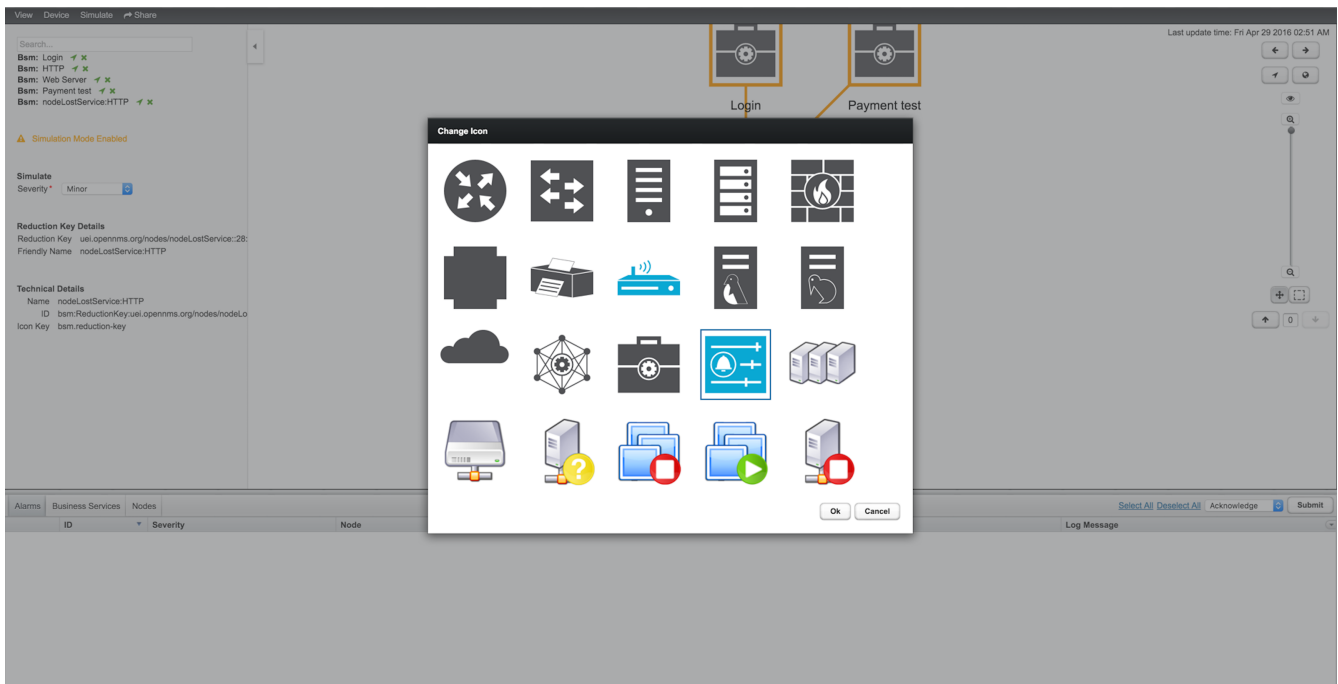 View Device Simulate Share
Last update time: Fri Apr 29 2016 02:51 AM
Search...
Bsm: Login
Bsm: HTTP
Bsm: Web Server
Bsm: Payment test
Bsm: nodeLostService:HTTP
Login Payment test
Simulation Mode Enabled
Change Icon
Simulate
Severity* Minor
Reduction Key Details
Reduction Key uei.opennms.org/nodes/nodeLostService::28:
Friendly Name nodeLostService:HTTP
Technical Details
Name nodeLostService:HTTP
ID bsm:ReductionKey:uei.opennms.org/nodes/nodeLo
Icon Key bsm.reduction-key
0
Ok Cancel
Alarms Business Services Nodes
Select All Deselect All Acknowledge Submit
ID Severity Node Log Message